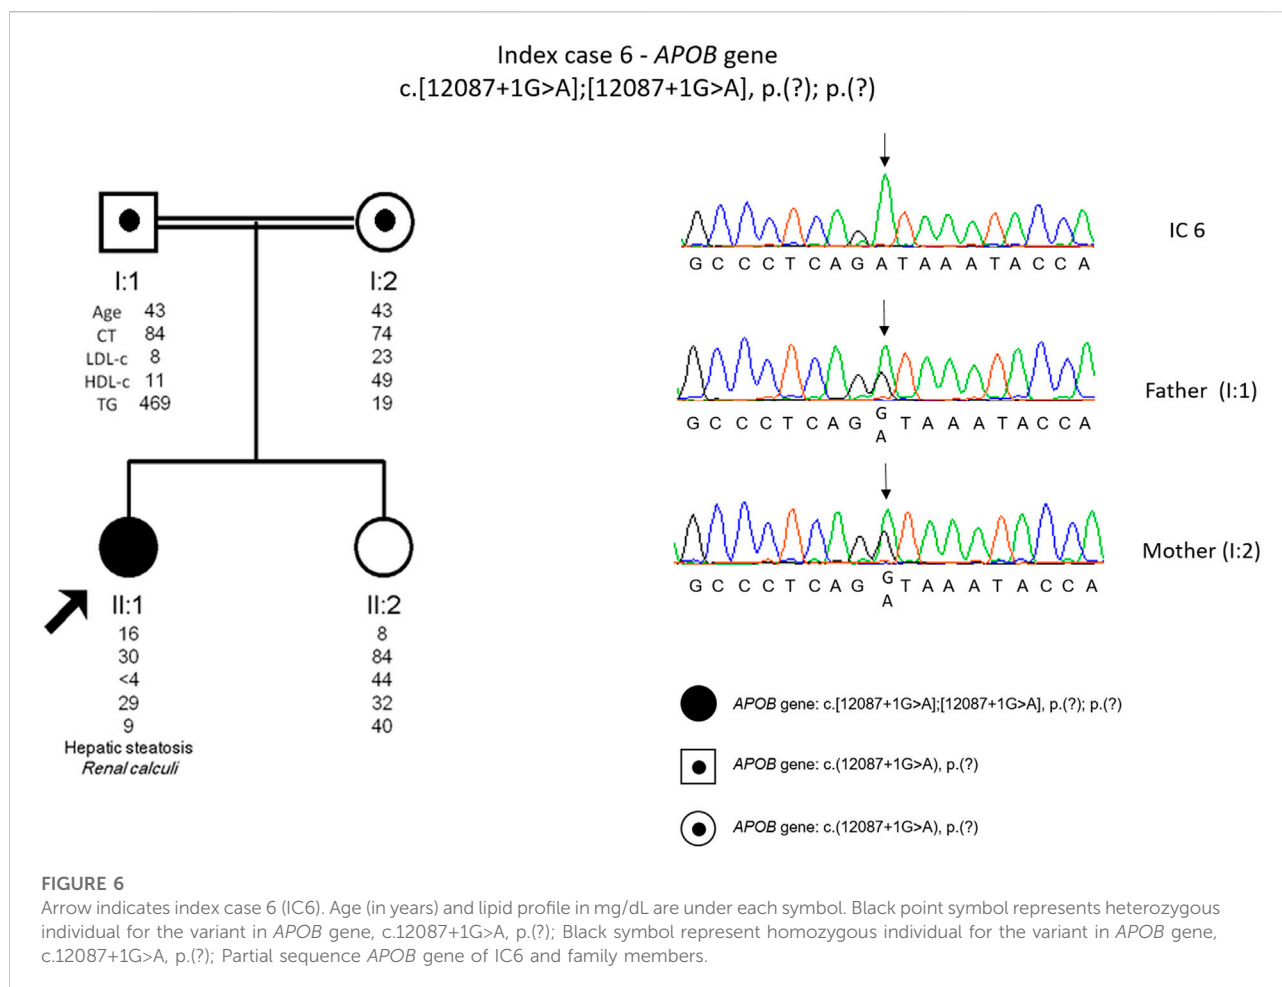 Index case 6 - APOB gene
c.[12087+1G>A];[12087+1G>A], p.(?); p.(?)
I:1
Age 43
CT 84
LDL-c 8
HDL-c 11
TG 469
I:2
43
74
23
49
19
II:1
16
30
<4
29
9
Hepatic steatosis
Renal calculi
II:2
8
84
44
32
40
G C C C T C A G A T A A A T A C C A
IC 6
G C C C T C A G G T A A A T A C C A
A
Father (I:1)
G C C C T C A G G T A A A T A C C A
A
Mother (I:2)
APOB gene: c.[12087+1G>A];[12087+1G>A], p.(?); p.(?)
APOB gene: c.(12087+1G>A), p.(?)
APOB gene: c.(12087+1G>A), p.(?)
FIGURE 6
Arrow indicates index case 6 (IC6). Age (in years) and lipid profile in mg/dL are under each symbol. Black point symbol represents heterozygous
individual for the variant in APOB gene, c.12087+1G>A, p.(?); Black symbol represent homozygous individual for the variant in APOB gene,
c.12087+1G>A, p.(?); Partial sequence APOB gene of IC6 and family members.